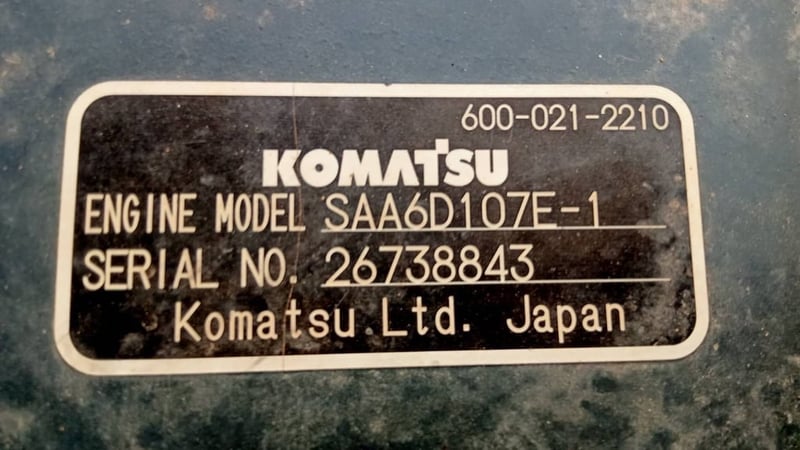 600-021-2210
KOMATSU
ENGINE MODEL SAA6D107E-1
SERIAL NO. 26738843
Komatsu Ltd. Japan